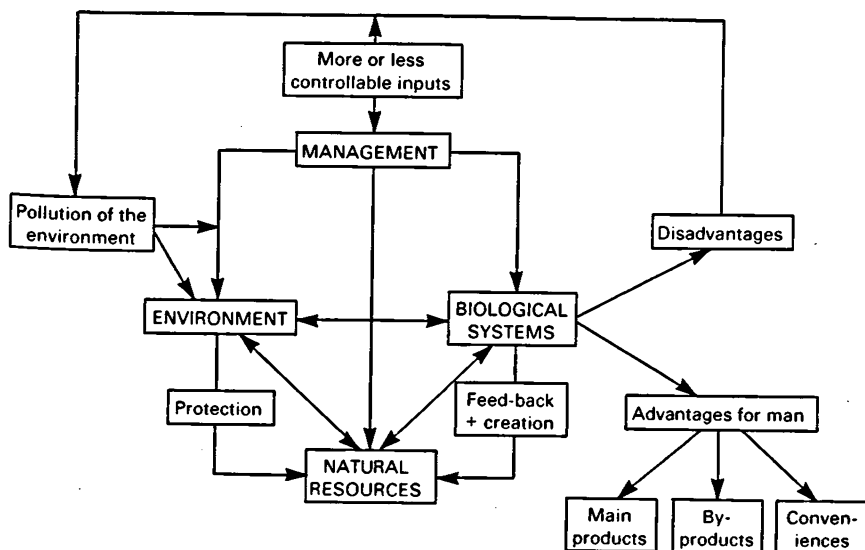 More or less
controllable inputs
MANAGEMENT
Pollution of the
environment
Disadvantages
ENVIRONMENT
BIOLOGICAL
SYSTEMS
Protection
Feed-back
+ creation
Advantages for man
NATURAL
RESOURCES
Main
products
By-
products
Conven-
iences